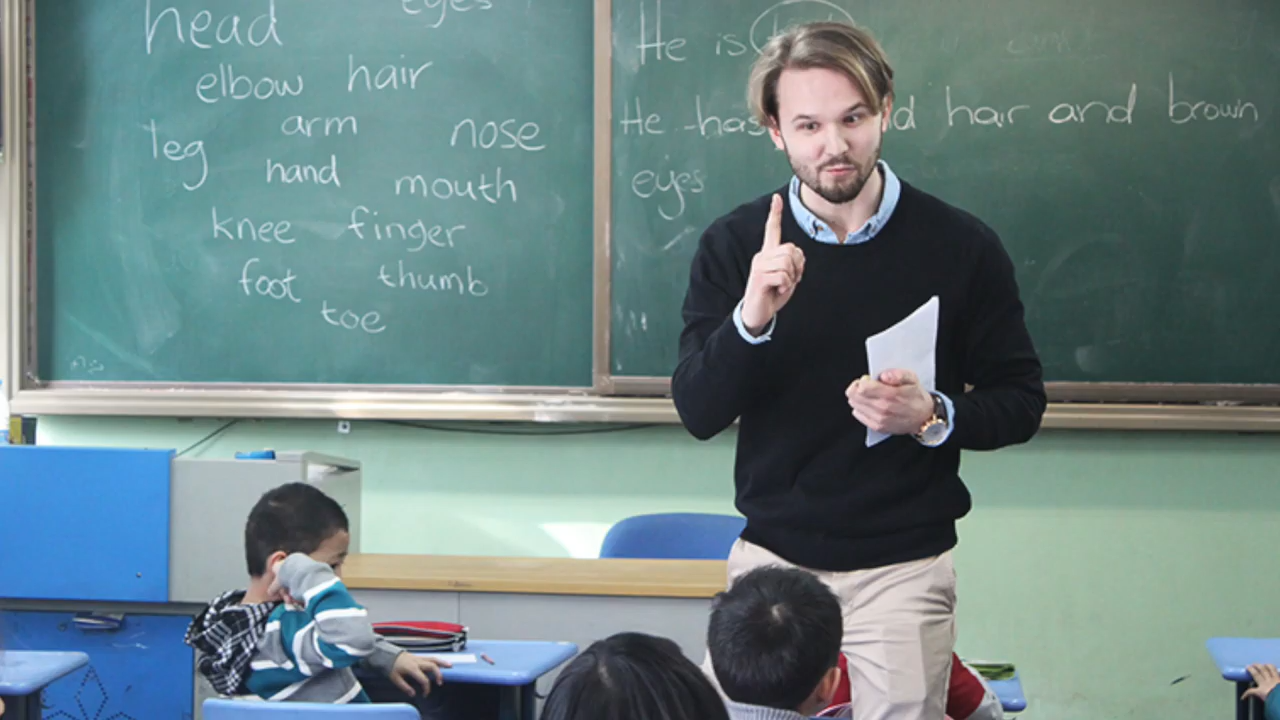 head
eyes
elbow hair
arm
nose
leg
hand
mouth
knee finger
foot
thumb
toe
He is
He has
hair and brown
eyes